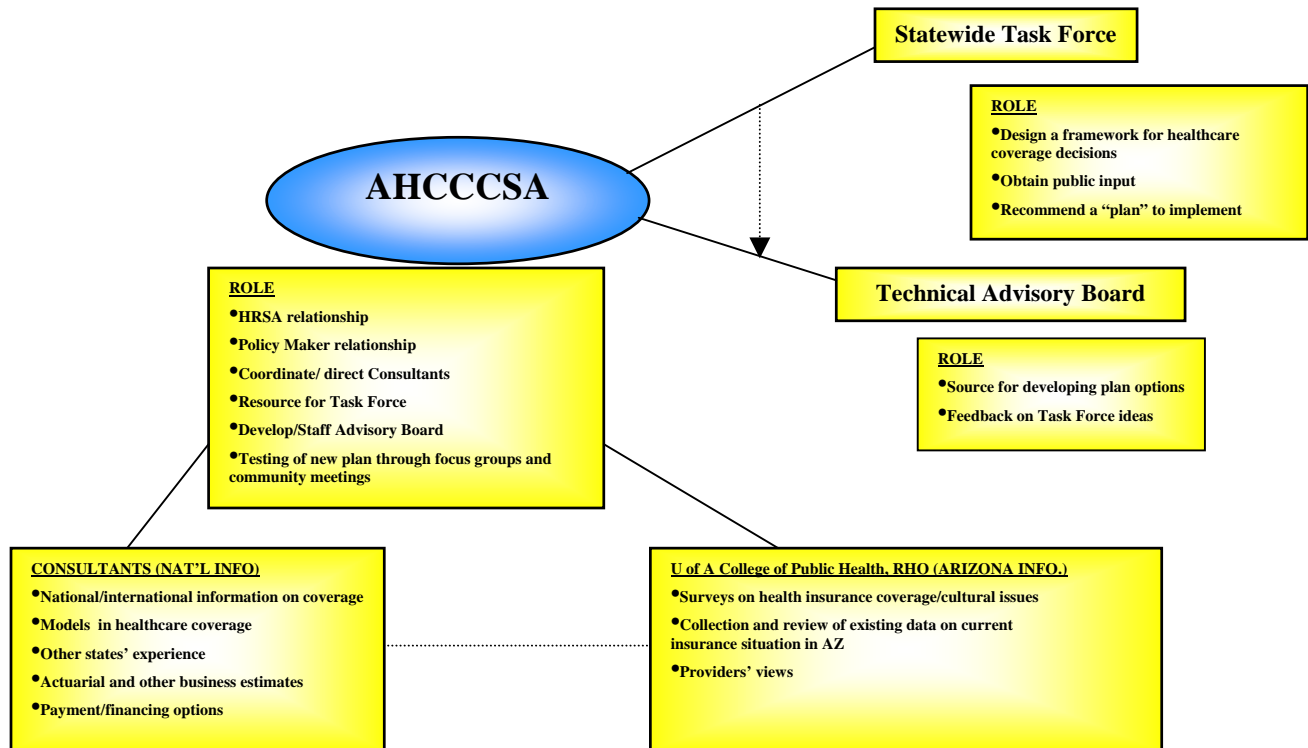 Statewide Task Force
ROLE
•Design a framework for healthcare
coverage decisions
•Obtain public input
•Recommend a “plan” to implement
AHCCCSA
ROLE
•HRSA relationship
•Policy Maker relationship
•Coordinate/ direct Consultants
•Resource for Task Force
•Develop/Staff Advisory Board
•Testing of new plan through focus groups and
community meetings
Technical Advisory Board
ROLE
•Source for developing plan options
•Feedback on Task Force ideas
CONSULTANTS (NAT’L INFO)
•National/international information on coverage
•Models in healthcare coverage
•Other states’ experience
•Actuarial and other business estimates
•Payment/financing options
U of A College of Public Health, RHO (ARIZONA INFO.)
•Surveys on health insurance coverage/cultural issues
•Collection and review of existing data on current
insurance situation in AZ
•Providers’ views